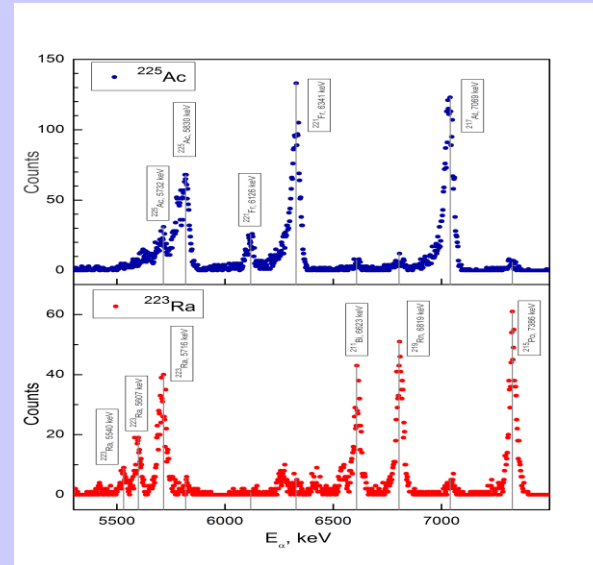 150
²²⁵Ac
²²⁵Ac, 5732 keV
²²⁵Ac, 5830 keV
²²¹Fr, 6126 keV
²²¹Fr, 6341 keV
²¹⁷At, 7069 keV
100
50
0
Counts
²²³Ra
²²³Ra, 5540 keV
²²³Ra, 5607 keV
²²³Ra, 5716 keV
²¹¹Bi, 6623 keV
²¹⁹Rn, 6819 keV
²¹⁵Po, 7386 keV
60
40
20
0
Counts
5500 6000 6500 7000
Eα, keV